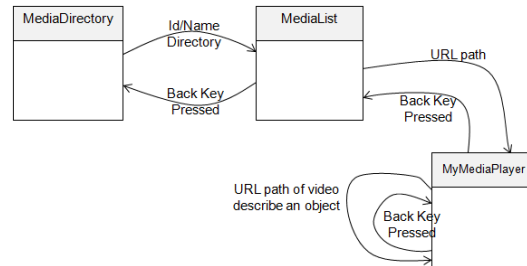 MediaDirectory
Id/Name
Directory
MediaList
URL path
Back Key
Pressed
Back Key
Pressed
MyMediaPlayer
URL path of video
describe an object
Back Key
Pressed